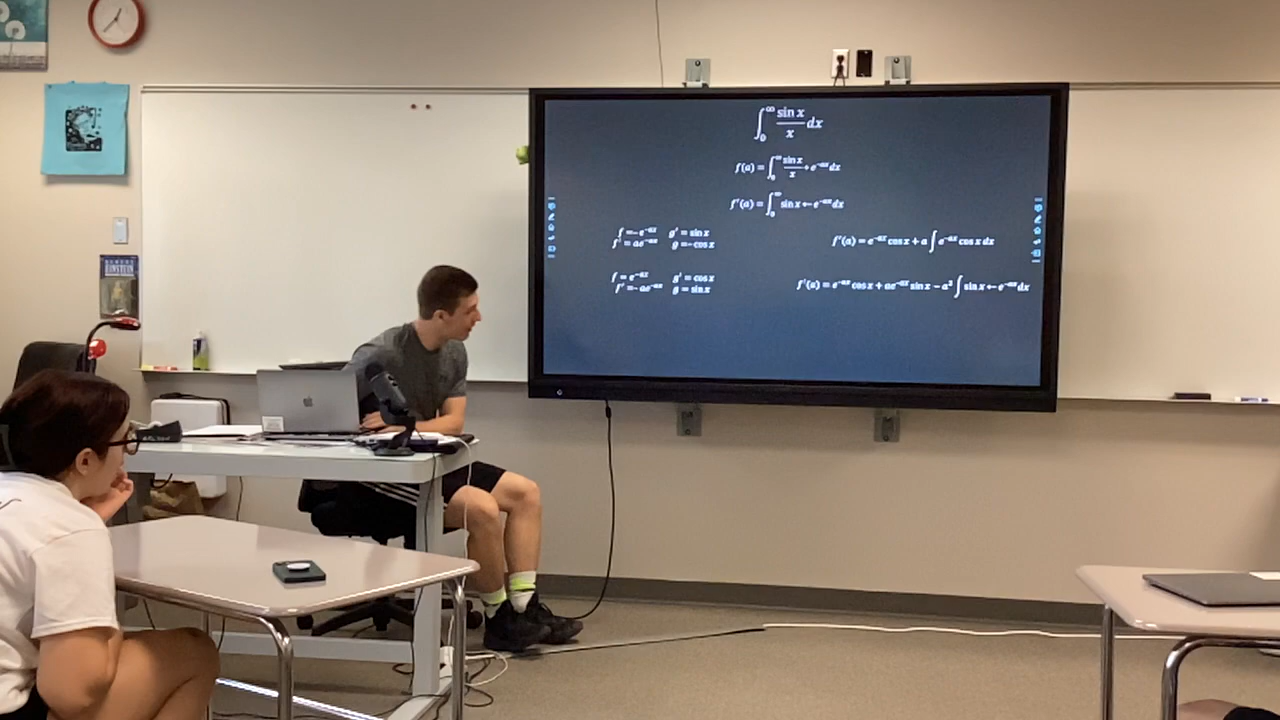 EINSTEIN
∫₀^∞ sin x / x dx
f(a) = ∫₀^∞ sin x / x * e^{-ax} dx
f'(a) = ∫₀^∞ sin x * -e^{-ax} dx
f = -e^{-ax} g' = sin x
f' = ae^{-ax} g = -cos x
f'(a) = e^{-ax} cos x + a ∫ e^{-ax} cos x dx
f = e^{-ax} g' = cos x
f' = -ae^{-ax} g = sin x
f'(a) = e^{-ax} cos x + ae^{-ax} sin x - a² ∫ sin x * -e^{-ax} dx